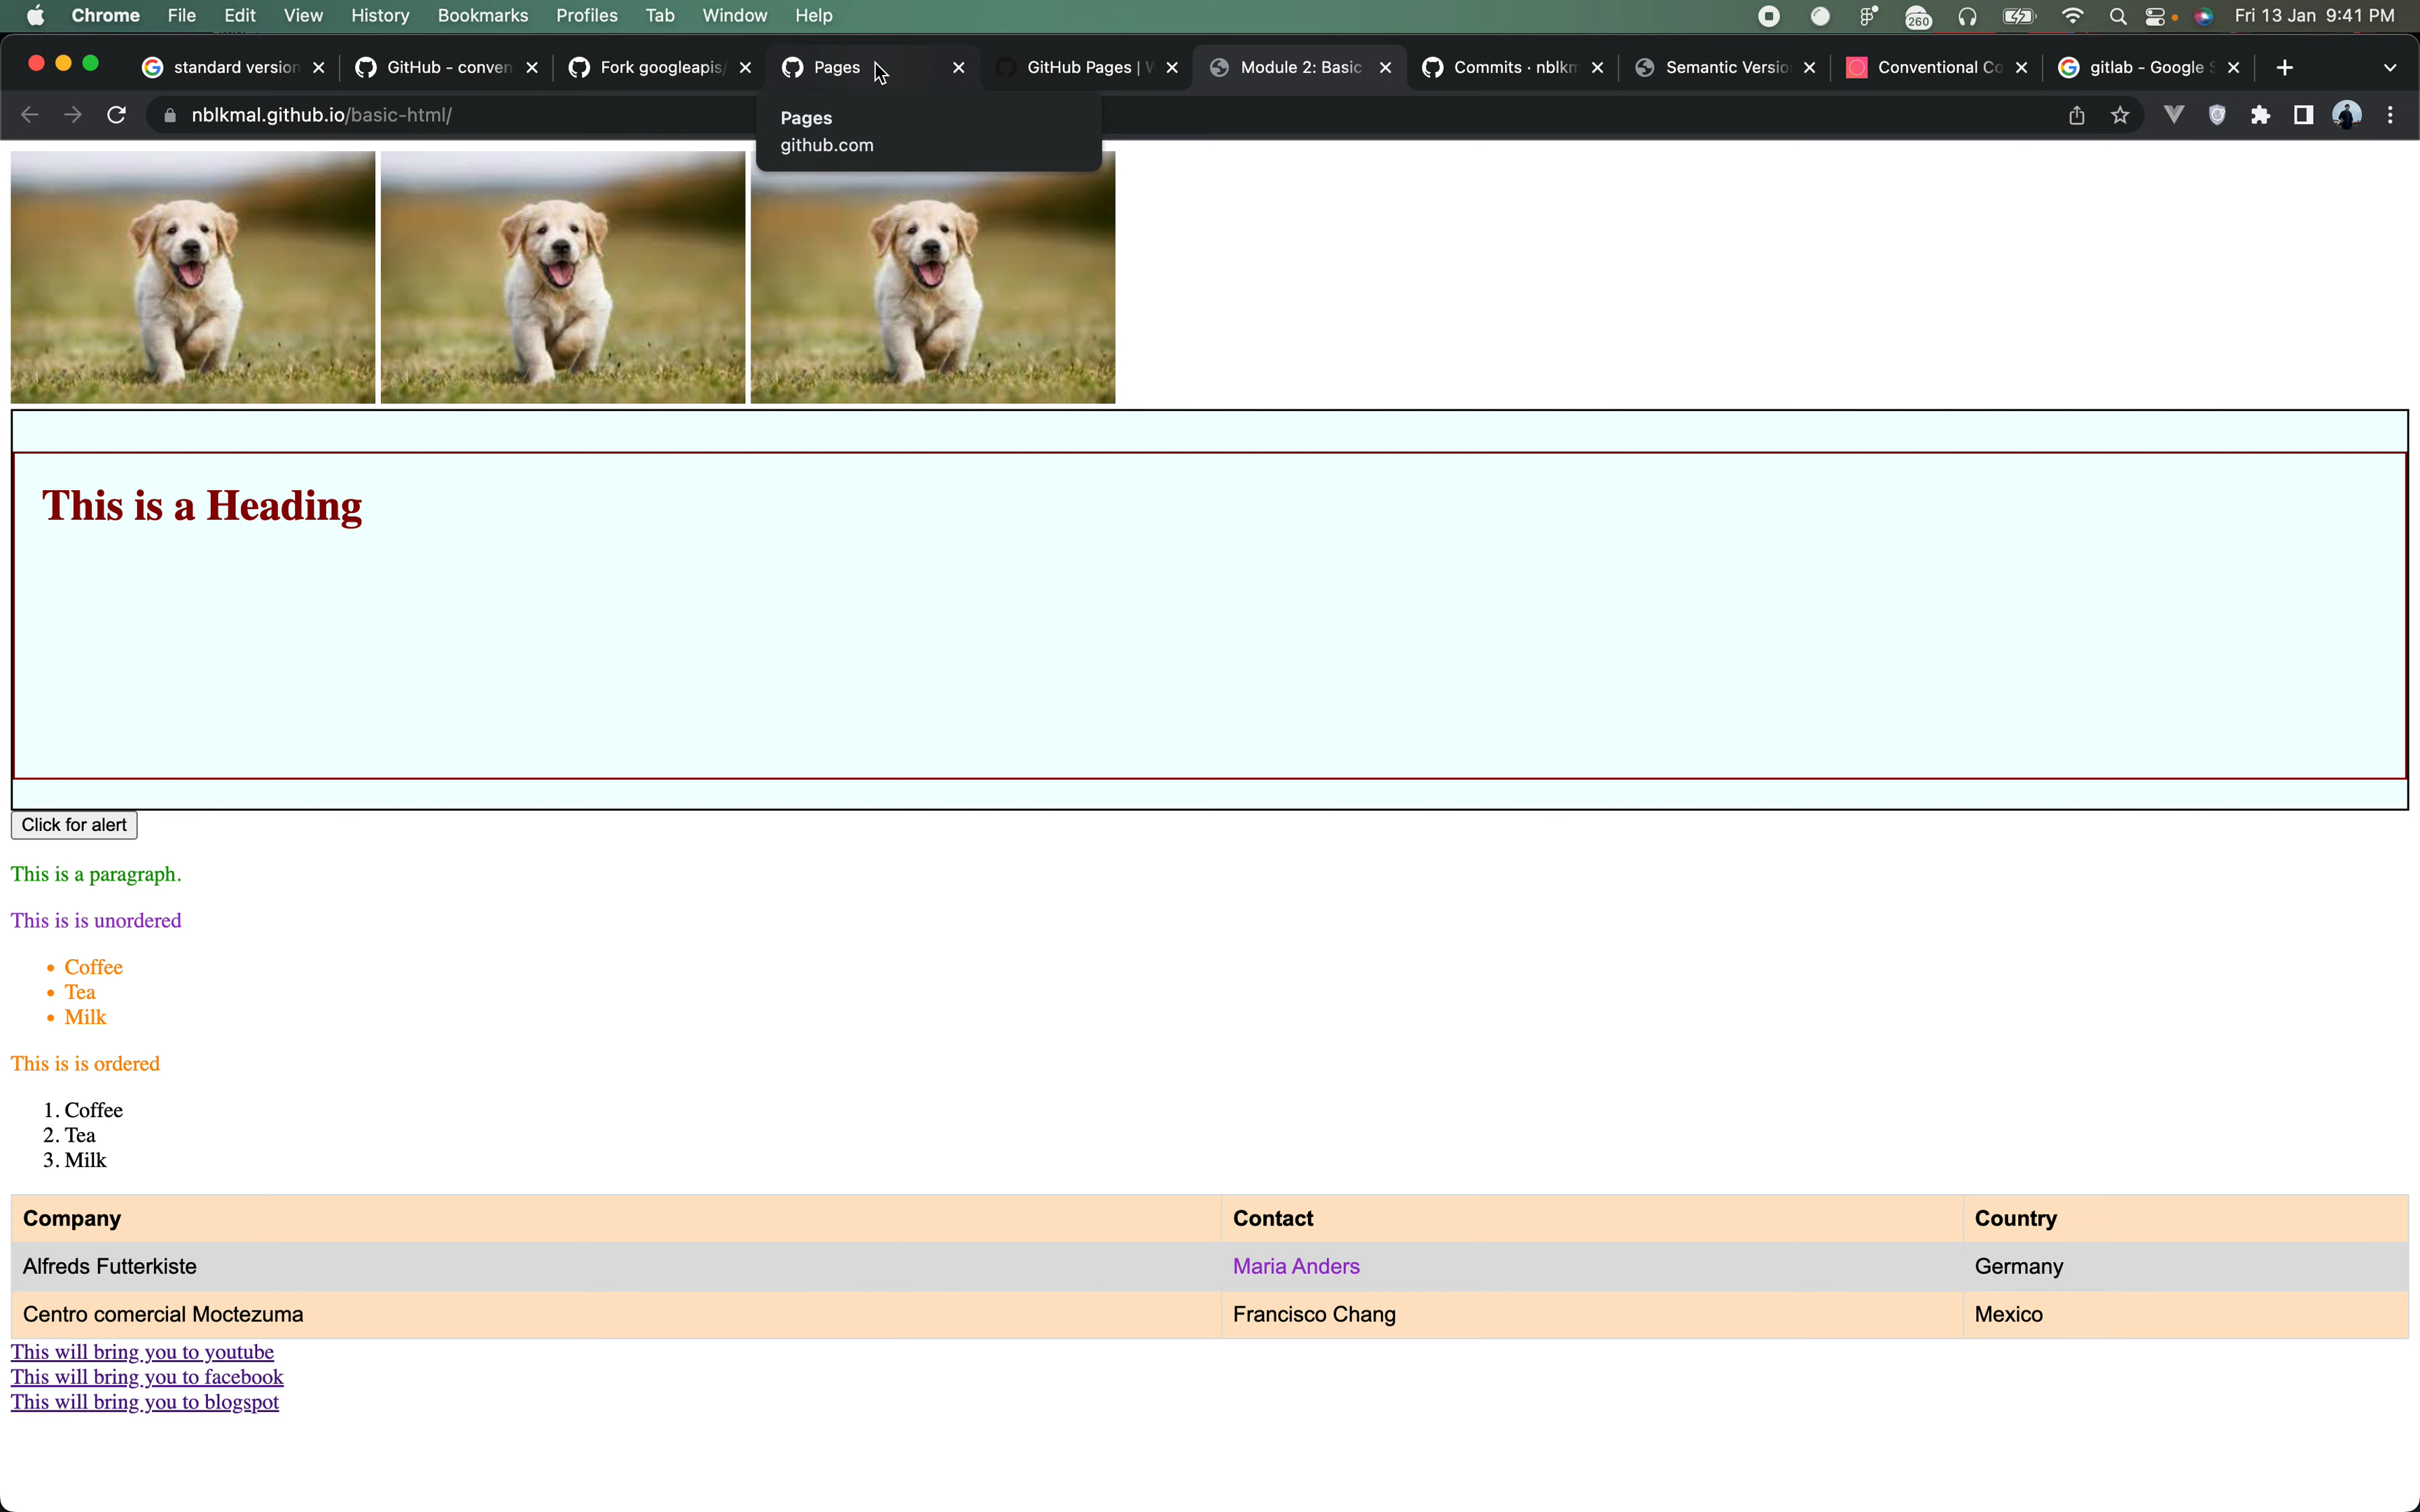 Chrome File Edit View History Bookmarks Profiles Tab Window Help 260 Fri 13 Jan 9:41 PM
standard version GitHub - conven Fork googleapis/ Pages GitHub Pages | Module 2: Basic Commits · nblkm Semantic Versio Conventional Co gitlab - Google
nblkmal.github.io/basic-html/
Pages
github.com
This is a Heading
Click for alert
This is a paragraph.
This is is unordered
• Coffee
• Tea
• Milk
This is is ordered
1. Coffee
2. Tea
3. Milk
Company Contact Country
Alfreds Futterkiste Maria Anders Germany
Centro comercial Moctezuma Francisco Chang Mexico
This will bring you to youtube
This will bring you to facebook
This will bring you to blogspot